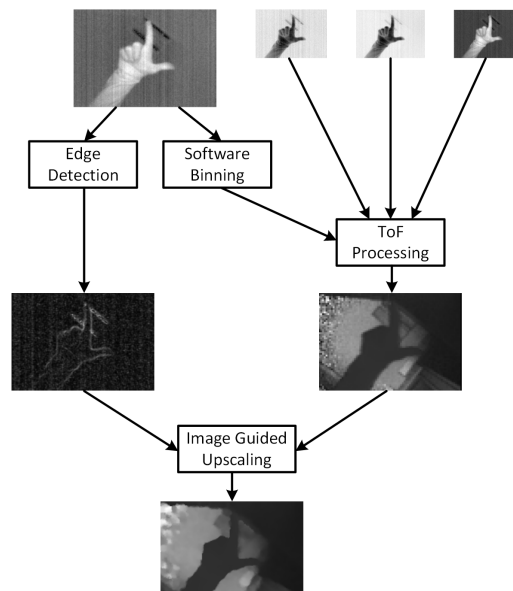 Edge
Detection
Software
Binning
ToF
Processing
Image Guided
Upscaling